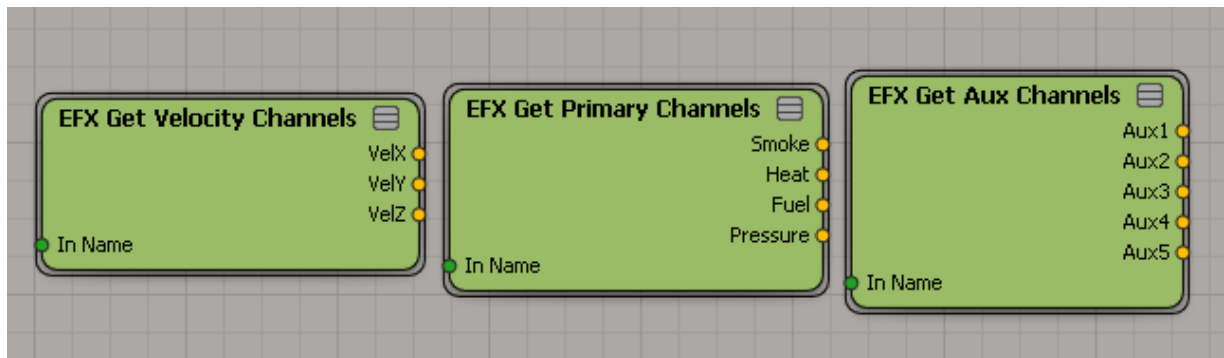 EFX Get Velocity Channels
VelX
VelY
VelZ
In Name
EFX Get Primary Channels
Smoke
Heat
Fuel
Pressure
In Name
EFX Get Aux Channels
Aux1
Aux2
Aux3
Aux4
Aux5
In Name